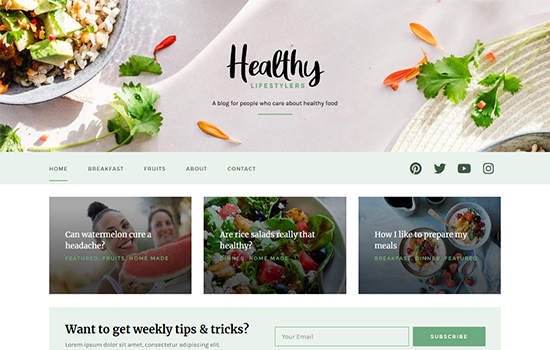 Healthy
LIFESTYLERS
A blog for people who care about healthy food
HOME BREAKFAST FRUITS ABOUT CONTACT
Can watermelon cure a
headache?
FEATURED, FRUITS, HOME MADE
Are rice salads really that
healthy?
DINNER, HOME MADE
How I like to prepare my
meals
BREAKFAST, DINNER, FEATURED
Want to get weekly tips & tricks?
Lorem ipsum dolor sit amet, consectetur adipiscing elit.
Your Email
SUBSCRIBE